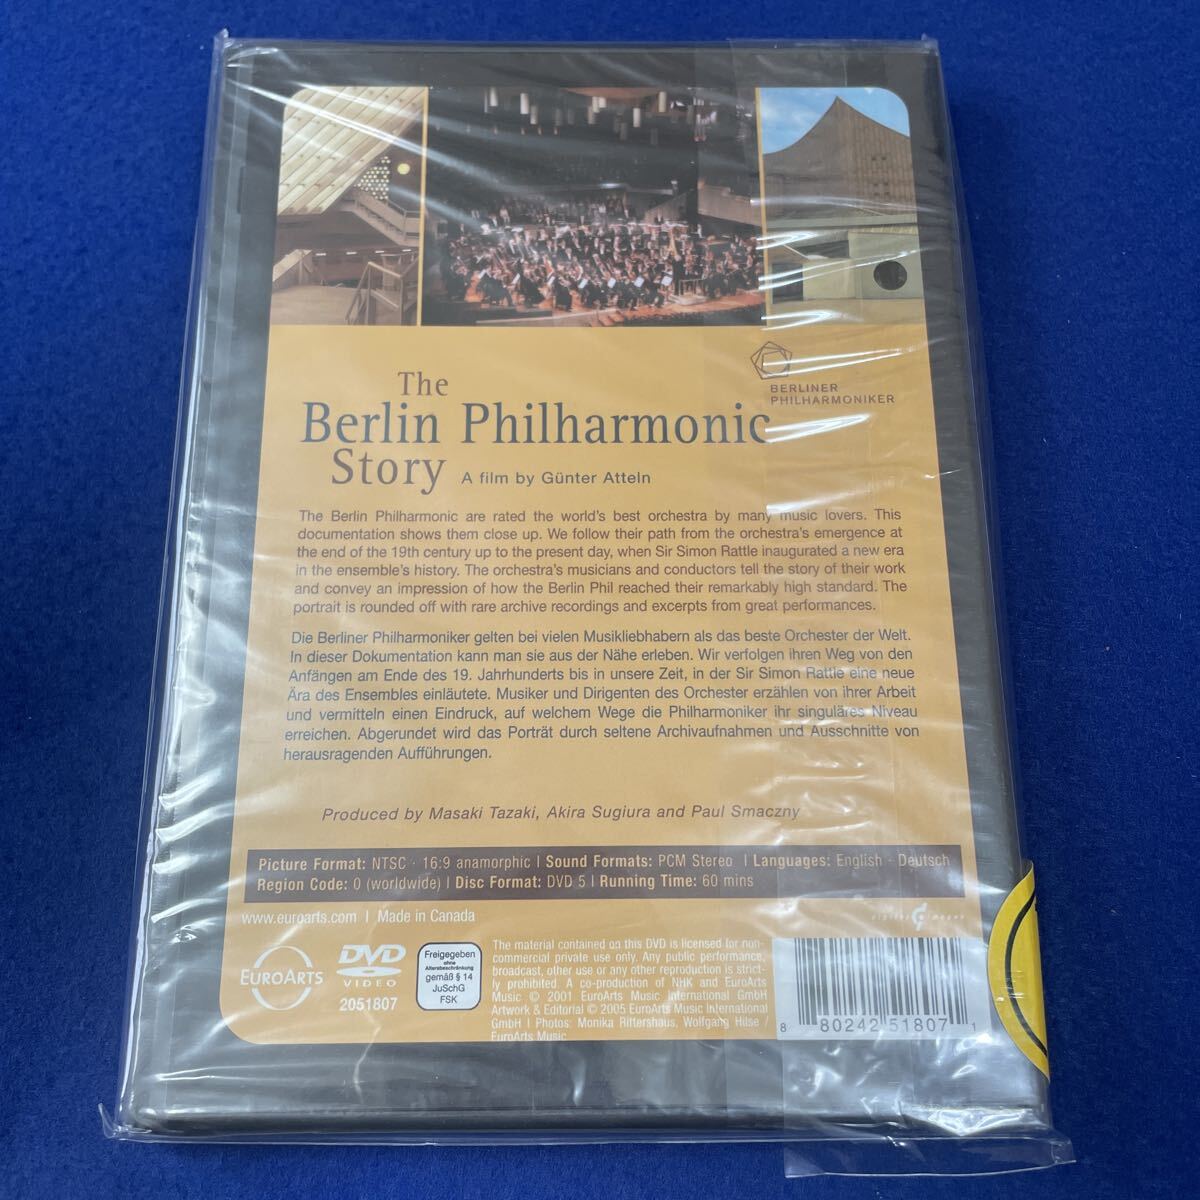 BERLINER
PHILHARMONIKER
The
Berlin Philharmonic
Story A film by Günter Atteln
The Berlin Philharmonic are rated the world's best orchestra by many music lovers. This
documentation shows them close up. We follow their path from the orchestra's emergence at
the end of the 19th century up to the present day, when Sir Simon Rattle inaugurated a new era
in the ensemble's history. The orchestra's musicians and conductors tell the story of their work
and convey an impression of how the Berlin Phil reached their remarkably high standard. The
portrait is rounded off with rare archive recordings and excerpts from great performances.
Die Berliner Philharmoniker gelten bei vielen Musikliebhabern als das beste Orchester der Welt.
In dieser Dokumentation kann man sie aus der Nähe erleben. Wir verfolgen ihren Weg von den
Anfängen am Ende des 19. Jahrhunderts bis in unsere Zeit, in der Sir Simon Rattle eine neue
Ära des Ensembles einläutete. Musiker und Dirigenten des Orchester erzählen von ihrer Arbeit
und vermitteln einen Eindruck, auf welchem Wege die Philharmoniker ihr singuläres Niveau
erreichen. Abgerundet wird das Porträt durch seltene Archivaufnahmen und Ausschnitte von
herausragenden Aufführungen.
Produced by Masaki Tazaki, Akira Sugiura and Paul Smaczny
Picture Format: NTSC · 16:9 anamorphic | Sound Formats: PCM Stereo | Languages: English - Deutsch
Region Code: 0 (worldwide) | Disc Format: DVD 5 | Running Time: 60 mins
www.euroarts.com | Made in Canada
EUROARTS
DVD
VIDEO
2051807
Freigegeben
ohne
Altersbeschränkung
gemäß § 14
JuSchG
FSK
The material contained on this DVD is licensed for non-
commercial private use only. Any public performance,
broadcast, other use or any other reproduction is strict-
ly prohibited. A co-production of NHK and EuroArts
Music © 2001 EuroArts Music International GmbH
Artwork & Editorial © 2005 EuroArts Music International
GmbH | Photos: Monika Rittershaus, Wolfgang Hilse /
EuroArts Music
8 80242 51807 1